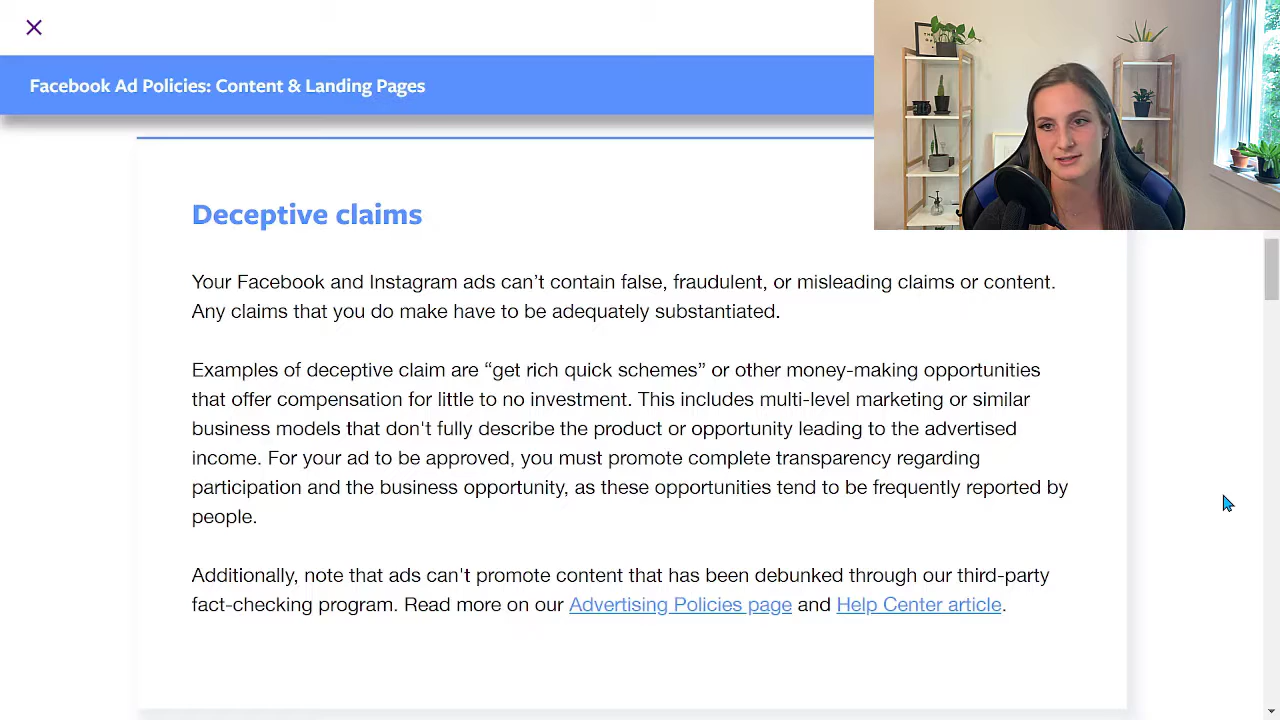 Facebook Ad Policies: Content & Landing Pages
Deceptive claims
Your Facebook and Instagram ads can’t contain false, fraudulent, or misleading claims or content.
Any claims that you do make have to be adequately substantiated.
Examples of deceptive claim are “get rich quick schemes” or other money-making opportunities
that offer compensation for little to no investment. This includes multi-level marketing or similar
business models that don't fully describe the product or opportunity leading to the advertised
income. For your ad to be approved, you must promote complete transparency regarding
participation and the business opportunity, as these opportunities tend to be frequently reported by
people.
Additionally, note that ads can't promote content that has been debunked through our third-party
fact-checking program. Read more on our Advertising Policies page and Help Center article.